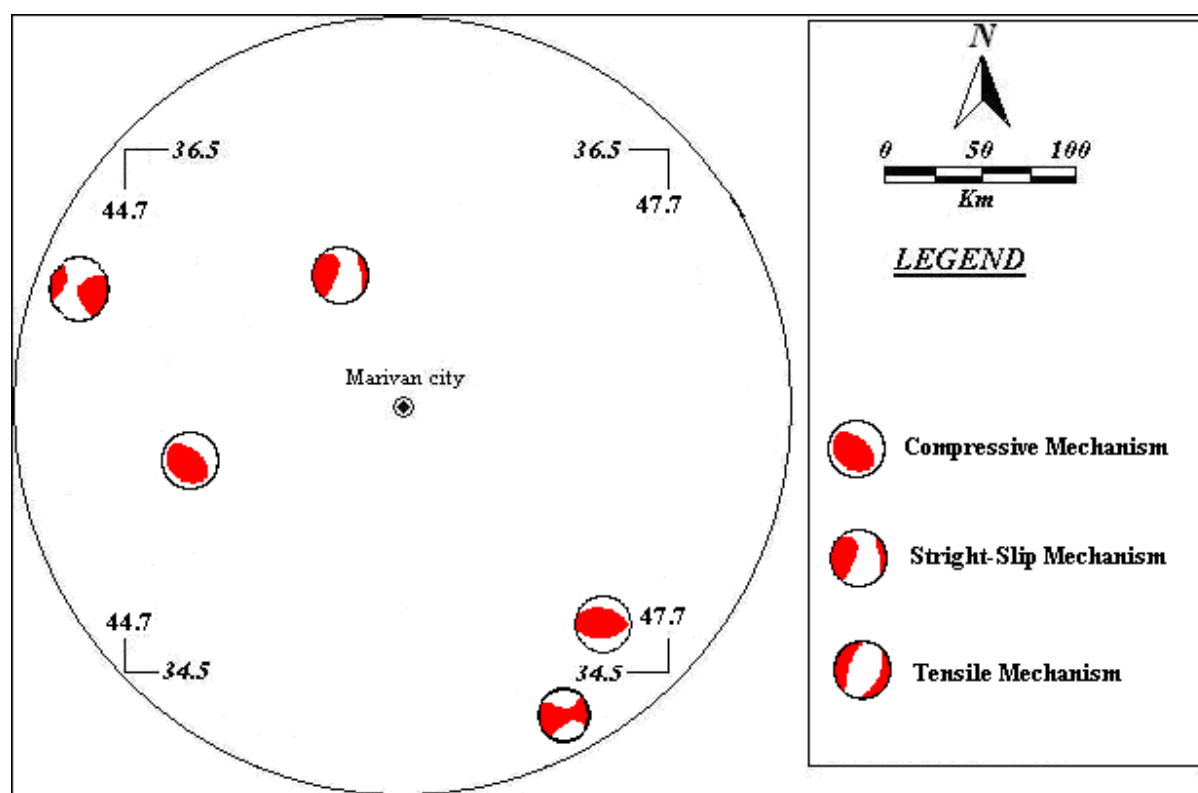 36.5
36.5
44.7
47.7
Marivan city
44.7
47.7
34.5
34.5
N
0 50 100
Km
LEGEND
Compressive Mechanism
Stright-Slip Mechanism
Tensile Mechanism